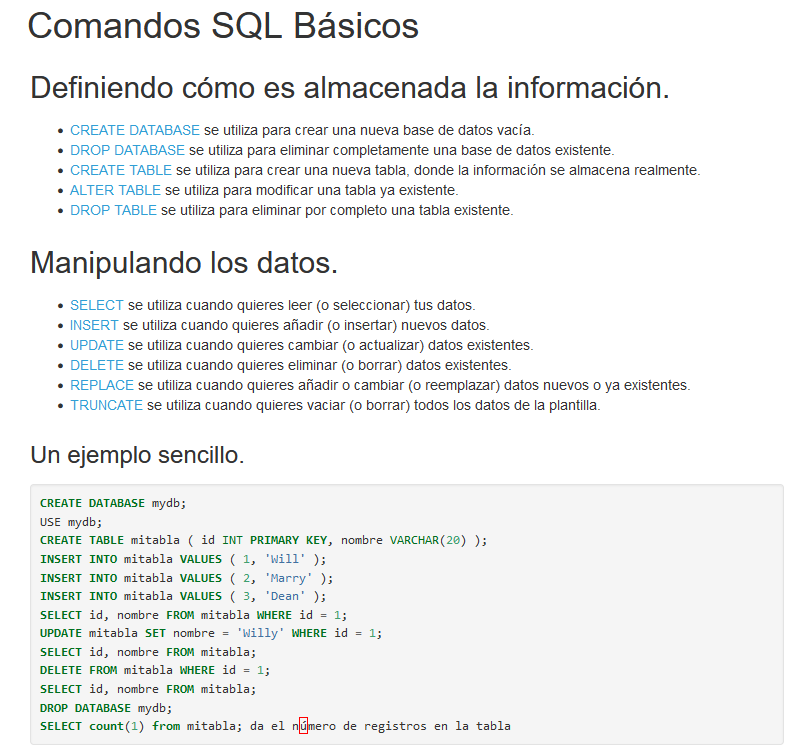 Comandos SQL Básicos
Definiendo cómo es almacenada la información.
• CREATE DATABASE se utiliza para crear una nueva base de datos vacía.
• DROP DATABASE se utiliza para eliminar completamente una base de datos existente.
• CREATE TABLE se utiliza para crear una nueva tabla, donde la información se almacena realmente.
• ALTER TABLE se utiliza para modificar una tabla ya existente.
• DROP TABLE se utiliza para eliminar por completo una tabla existente.
Manipulando los datos.
• SELECT se utiliza cuando quieres leer (o seleccionar) tus datos.
• INSERT se utiliza cuando quieres añadir (o insertar) nuevos datos.
• UPDATE se utiliza cuando quieres cambiar (o actualizar) datos existentes.
• DELETE se utiliza cuando quieres eliminar (o borrar) datos existentes.
• REPLACE se utiliza cuando quieres añadir o cambiar (o reemplazar) datos nuevos o ya existentes.
• TRUNCATE se utiliza cuando quieres vaciar (o borrar) todos los datos de la plantilla.
Un ejemplo sencillo.
CREATE DATABASE mydb;
USE mydb;
CREATE TABLE mitabla ( id INT PRIMARY KEY, nombre VARCHAR(20) );
INSERT INTO mitabla VALUES ( 1, 'Will' );
INSERT INTO mitabla VALUES ( 2, 'Marry' );
INSERT INTO mitabla VALUES ( 3, 'Dean' );
SELECT id, nombre FROM mitabla WHERE id = 1;
UPDATE mitabla SET nombre = 'Willy' WHERE id = 1;
SELECT id, nombre FROM mitabla;
DELETE FROM mitabla WHERE id = 1;
SELECT id, nombre FROM mitabla;
DROP DATABASE mydb;
SELECT count(1) from mitabla; da el número de registros en la tabla